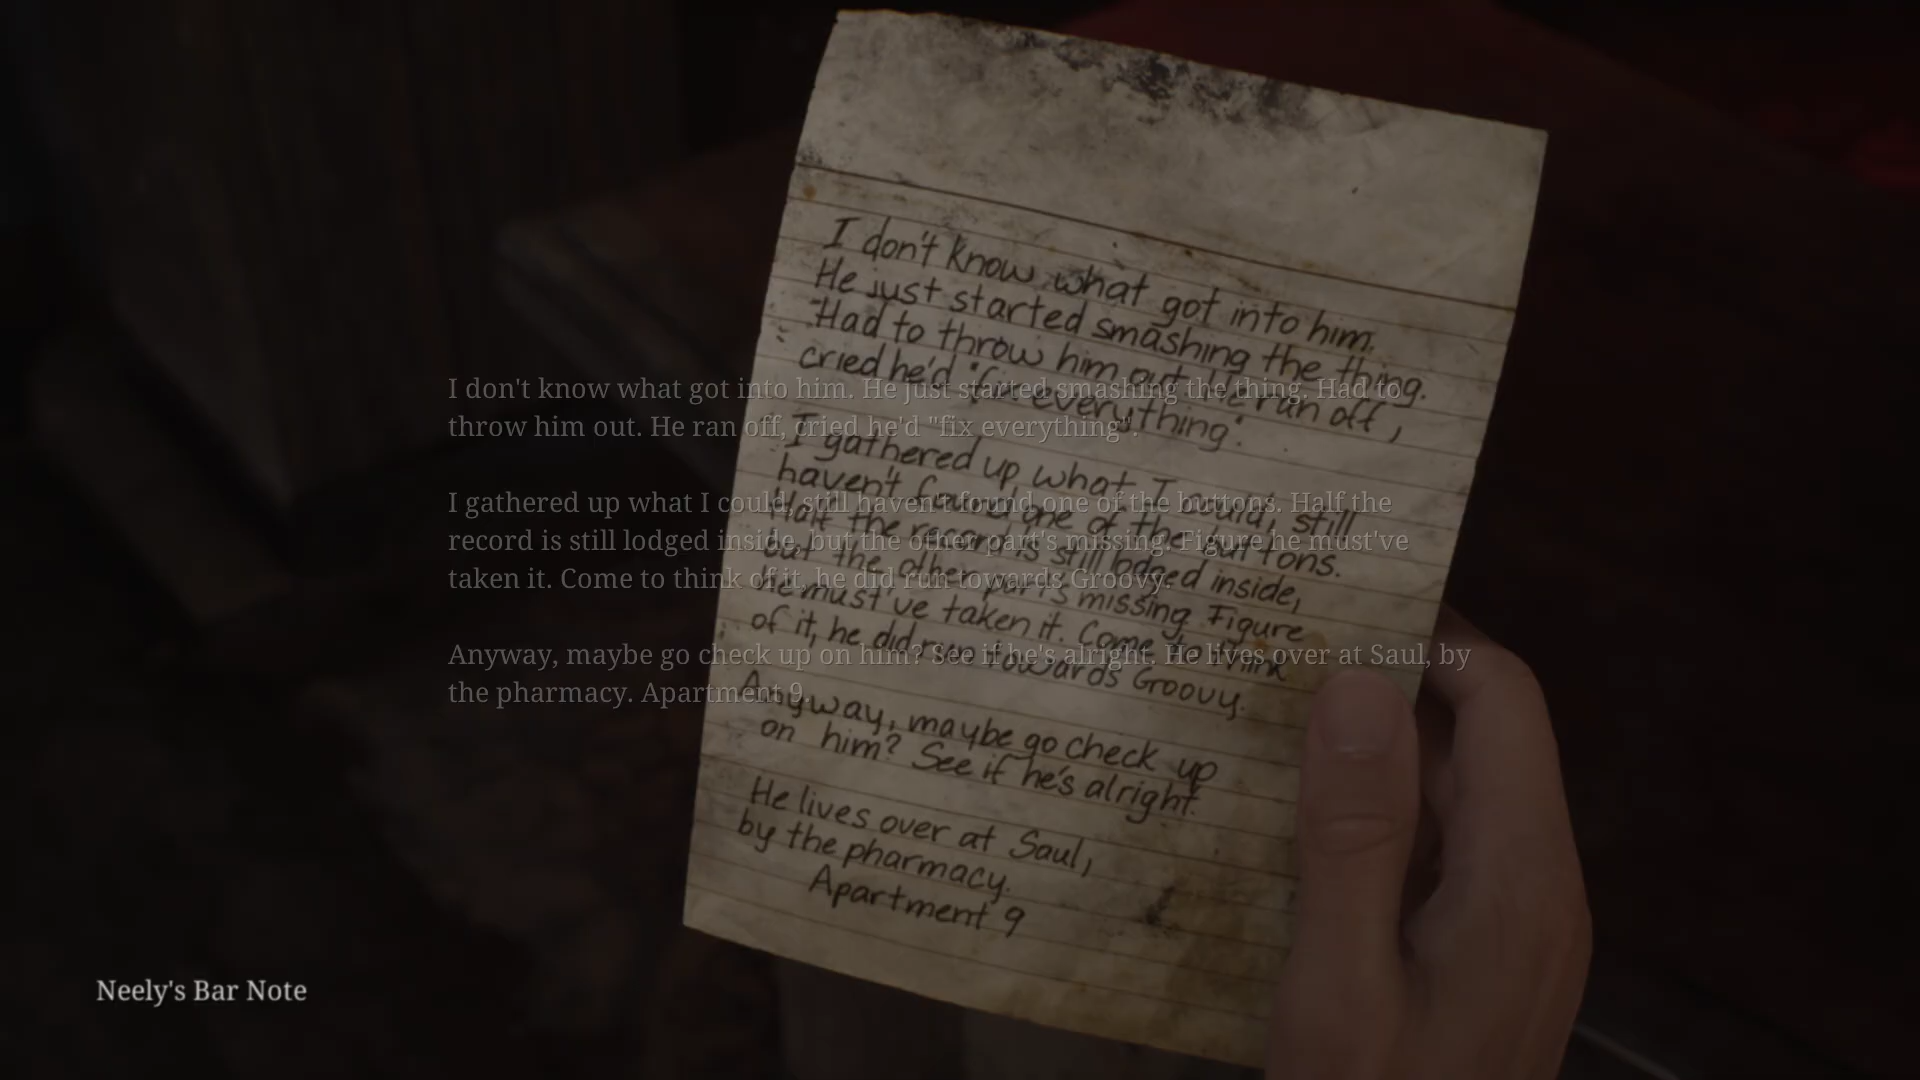 I don't know what got into him.
He just started smashing the thing.
Had to throw him out. He ran off,
cried he'd "fix everything".
I gathered up what I could, still
haven't found one of the buttons.
Half the record is still lodged inside,
but the other part's missing. Figure
he must've taken it. Come to think
of it, he did run towards Groovy.
Anyway, maybe go check up
on him? See if he's alright.
He lives over at Saul,
by the pharmacy.
Apartment 9
I don't know what got into him. He just started smashing the thing. Had to
throw him out. He ran off, cried he'd "fix everything".
I gathered up what I could, still haven't found one of the buttons. Half the
record is still lodged inside, but the other part's missing. Figure he must've
taken it. Come to think of it, he did run towards Groovy.
Anyway, maybe go check up on him? See if he's alright. He lives over at Saul, by
the pharmacy. Apartment 9.
Neely's Bar Note